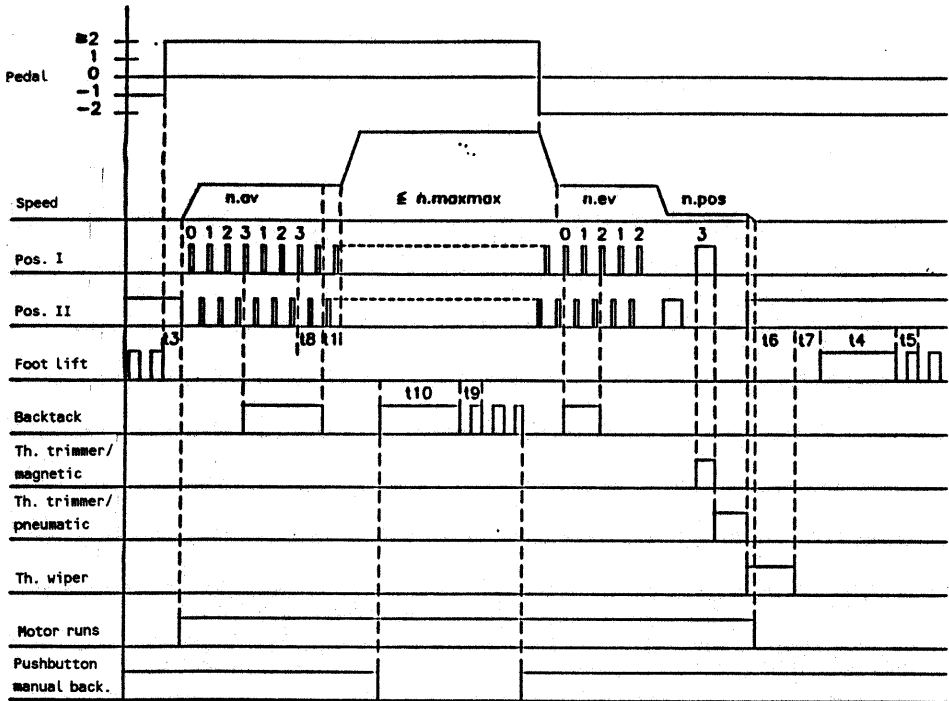 ≥2
1
Pedal 0
-1
-2
Speed n.av ≦ n.maxmax n.ev n.pos
0 1 2 3 1 2 3 0 1 2 1 2 3
Pos. I
Pos. II
t3 t8 t1 t6 t7 t4 t5
Foot lift
t10 t9
Backtack
Th. trimmer/
magnetic
Th. trimmer/
pneumatic
Th. wiper
Motor runs
Pushbutton
manual back.